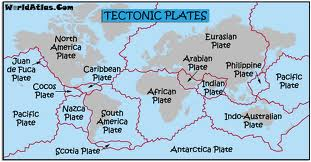 WorldAtlas.Com
TECTONIC PLATES
North
America
Plate
Eurasian
Plate
Juan
de Fuca
Plate
Caribbean
Plate
Arabian
Plate
Philippine
Plate
Cocos
Plate
Pacific
Plate
Nazca
Plate
South
America
Plate
African
Plate
Indian
Plate
Pacific
Plate
Indo-Australian
Plate
Scotia Plate
Antarctica Plate